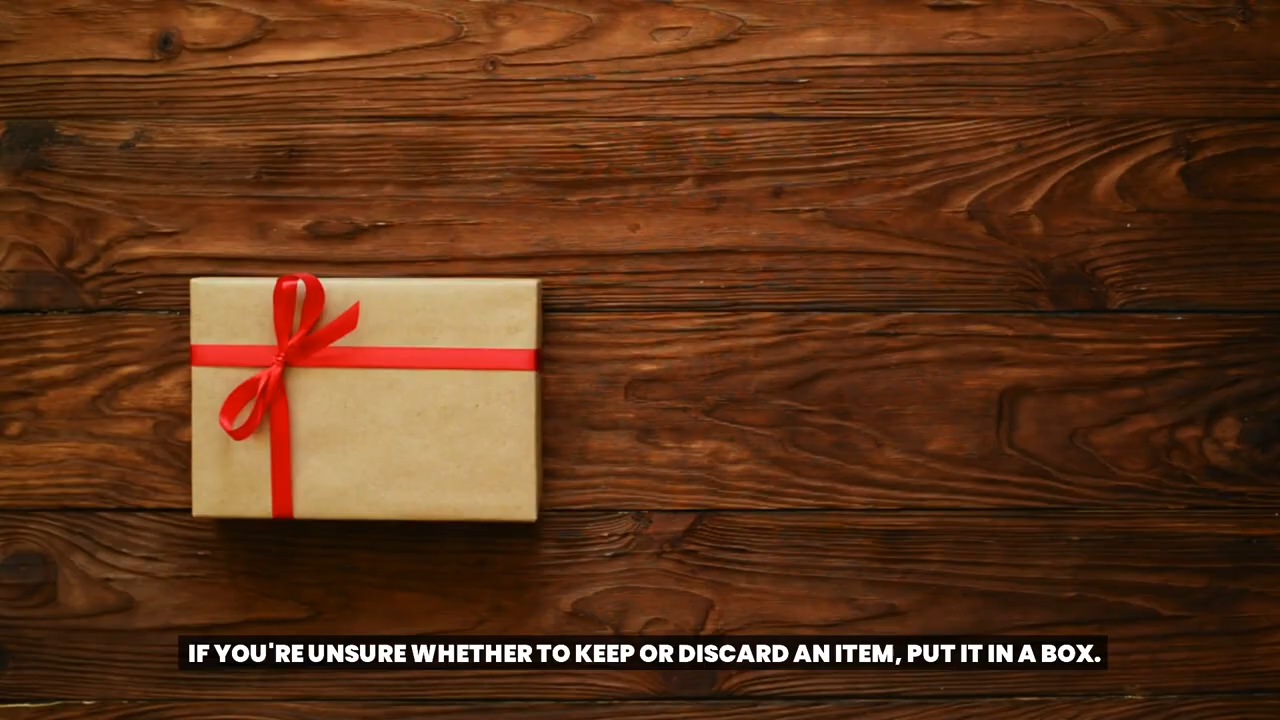 IF YOU'RE UNSURE WHETHER TO KEEP OR DISCARD AN ITEM, PUT IT IN A BOX.